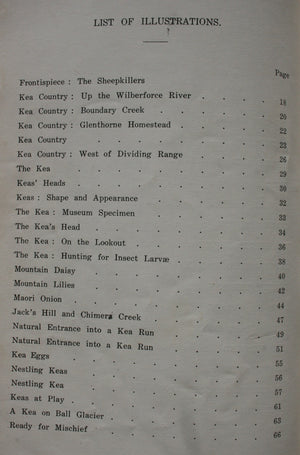 LIST OF ILLUSTRATIONS.
Page
Frontispiece : The Sheepkillers
Kea Country : Up the Wilberforce River . . . . 18
Kea Country : Boundary Creek . . . . . 20
Kea Country : Glenthorne Homestead . . . . 22
Kea Country . . . . . . . 23
Kea Country : West of Dividing Range . . . . 26
The Kea . . . . . . . 29
Keas' Heads . . . . . . . 30
Keas : Shape and Appearance . . . . . 32
The Kea : Museum Specimen . . . . . 33
The Kea's Head . . . . . . 34
The Kea : On the Lookout . . . . . 36
The Kea : Hunting for Insect Larvæ . . . . 38
Mountain Daisy . . . . . . 40
Mountain Lilies . . . . . . 42
Maori Onion . . . . . . 44
Jack's Hill and Chimera Creek . . . . . 47
Natural Entrance into a Kea Run . . . . 49
Natural Entrance into a Kea Run . . . . 51
Kea Eggs . . . . . . . 55
Nestling Keas . . . . . . 56
Nestling Kea . . . . . . 57
Keas at Play . . . . . . 61
A Kea on Ball Glacier . . . . . 63
Ready for Mischief . . . . . . 66